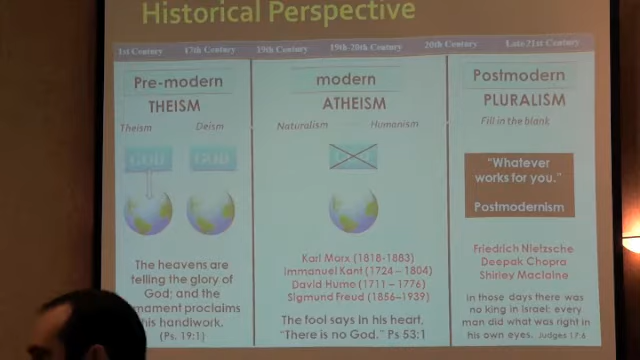 Historical Perspective
1st Century 17th Century 19th Century 19th-20th Century 20th Century Late 21st Century
Pre-modern
THEISM
Theism Deism
GOD GOD
The heavens are
telling the glory of
God; and the
rnament proclaims
his handiwork.
(Ps. 19:1)
modern
ATHEISM
Naturalism Humanism
GOD
Karl Marx (1818-1883)
Immanuel Kant (1724 – 1804)
David Hume (1711 – 1776)
Sigmund Freud (1856–1939)
The fool says in his heart,
"There is no God." Ps 53:1
Postmodern
PLURALISM
Fill in the blank
"Whatever
works for you."
Postmodernism
Friedrich Nietzsche
Deepak Chopra
Shirley Maclaine
In those days there was
no king in Israel; every
man did what was right in
his own eyes. Judges 17:6